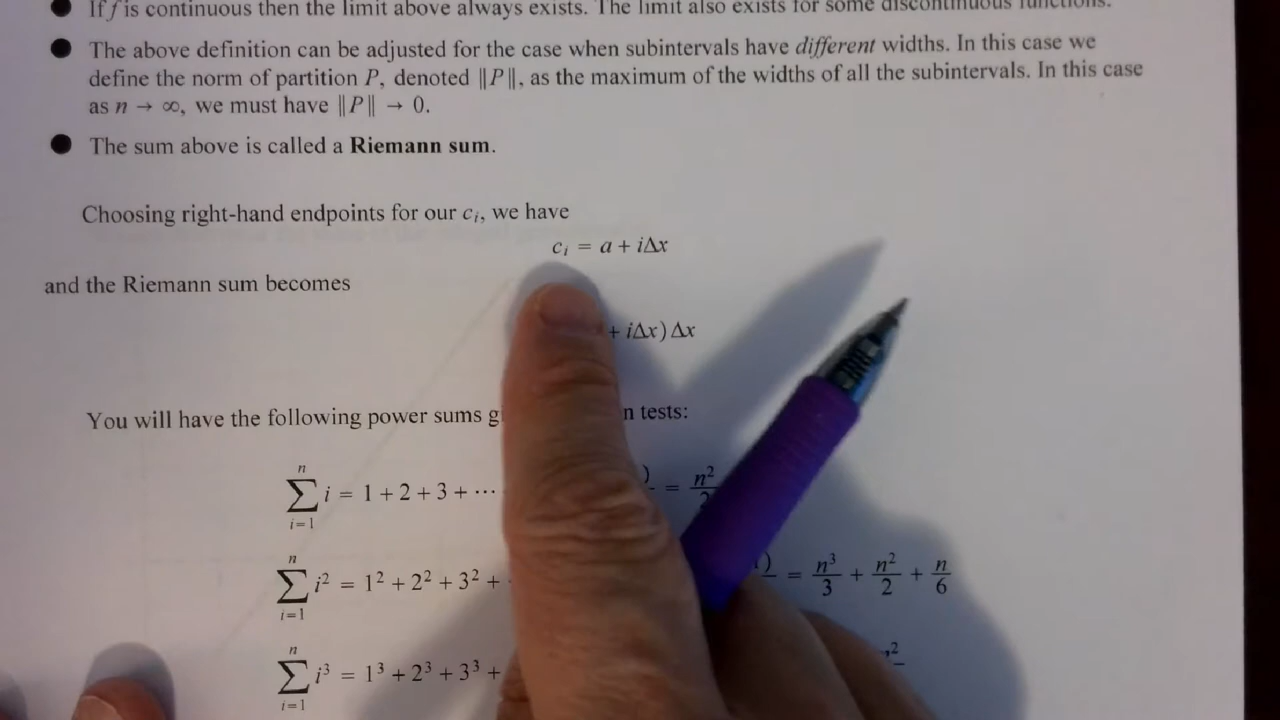 ● If f is continuous then the limit above always exists. The limit also exists for some discontinuous functions.
● The above definition can be adjusted for the case when subintervals have different widths. In this case we
define the norm of partition P, denoted ‖P‖, as the maximum of the widths of all the subintervals. In this case
as n → ∞, we must have ‖P‖ → 0.
● The sum above is called a Riemann sum.
Choosing right-hand endpoints for our cᵢ, we have
cᵢ = a + iΔx
and the Riemann sum becomes
+ iΔx) Δx
You will have the following power sums g n tests:
∑ⁿᵢ₌₁ i = 1 + 2 + 3 + ⋯ ) = n²
∑ⁿᵢ₌₁ i² = 1² + 2² + 3² + ) = n³/3 + n²/2 + n/6
∑ⁿᵢ₌₁ i³ = 1³ + 2³ + 3³ + ²